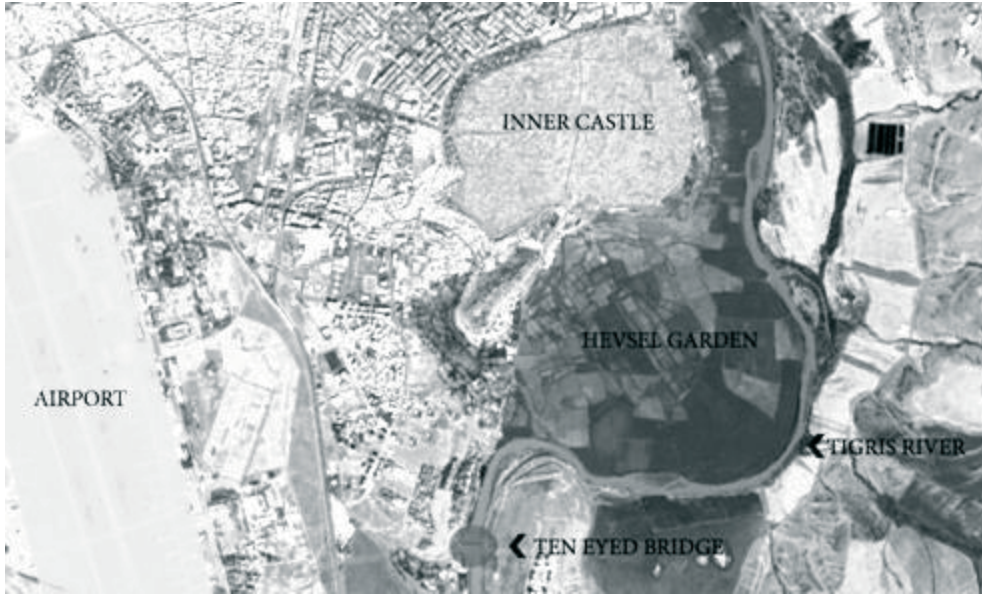 INNER CASTLE
HEVSEL GARDEN
AIRPORT
TIGRIS RIVER
TEN EYED BRIDGE